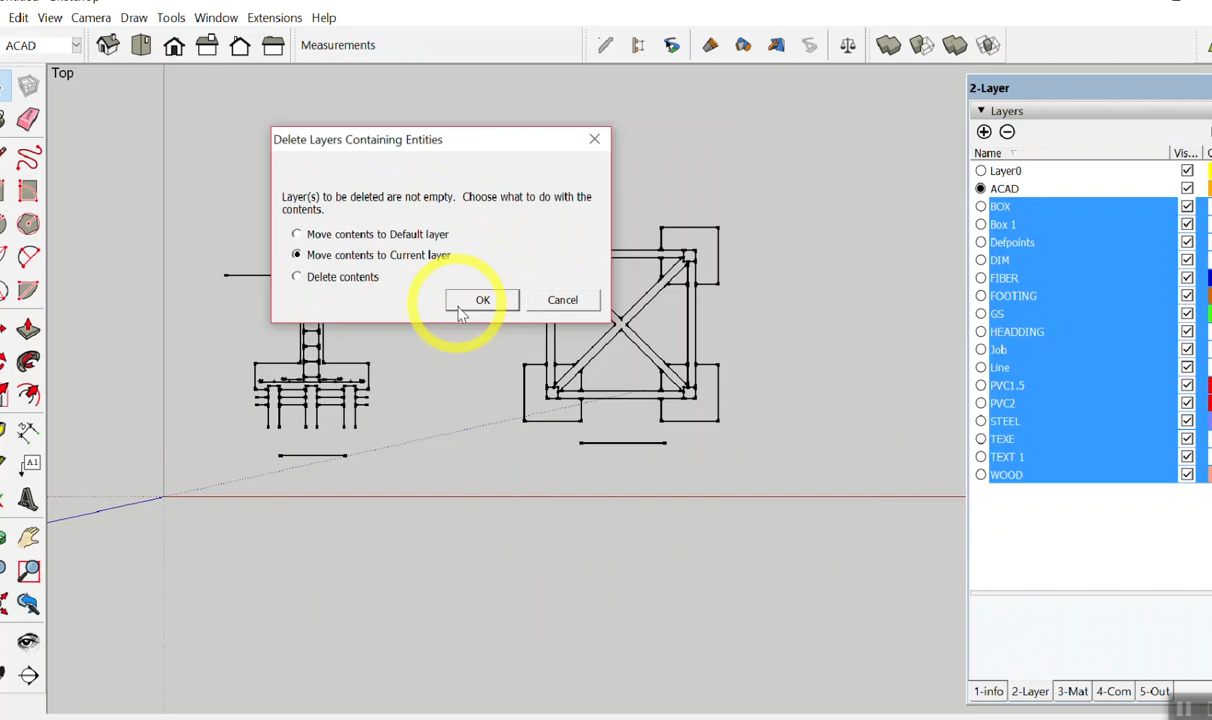 Edit View Camera Draw Tools Window Extensions Help
ACAD
Measurements
Top
2-Layer
Layers
Name Vis...
Layer0
ACAD
BOX
Box 1
Defpoints
DIM
FIBER
FOOTING
GS
HEADDING
Job
Line
PVC1.5
PVC2
STEEL
TEXE
TEXT 1
WOOD
Delete Layers Containing Entities
Layer(s) to be deleted are not empty. Choose what to do with the
contents.
Move contents to Default layer
Move contents to Current layer
Delete contents
OK Cancel
A1
1-info 2-Layer 3-Mat 4-Com 5-Out